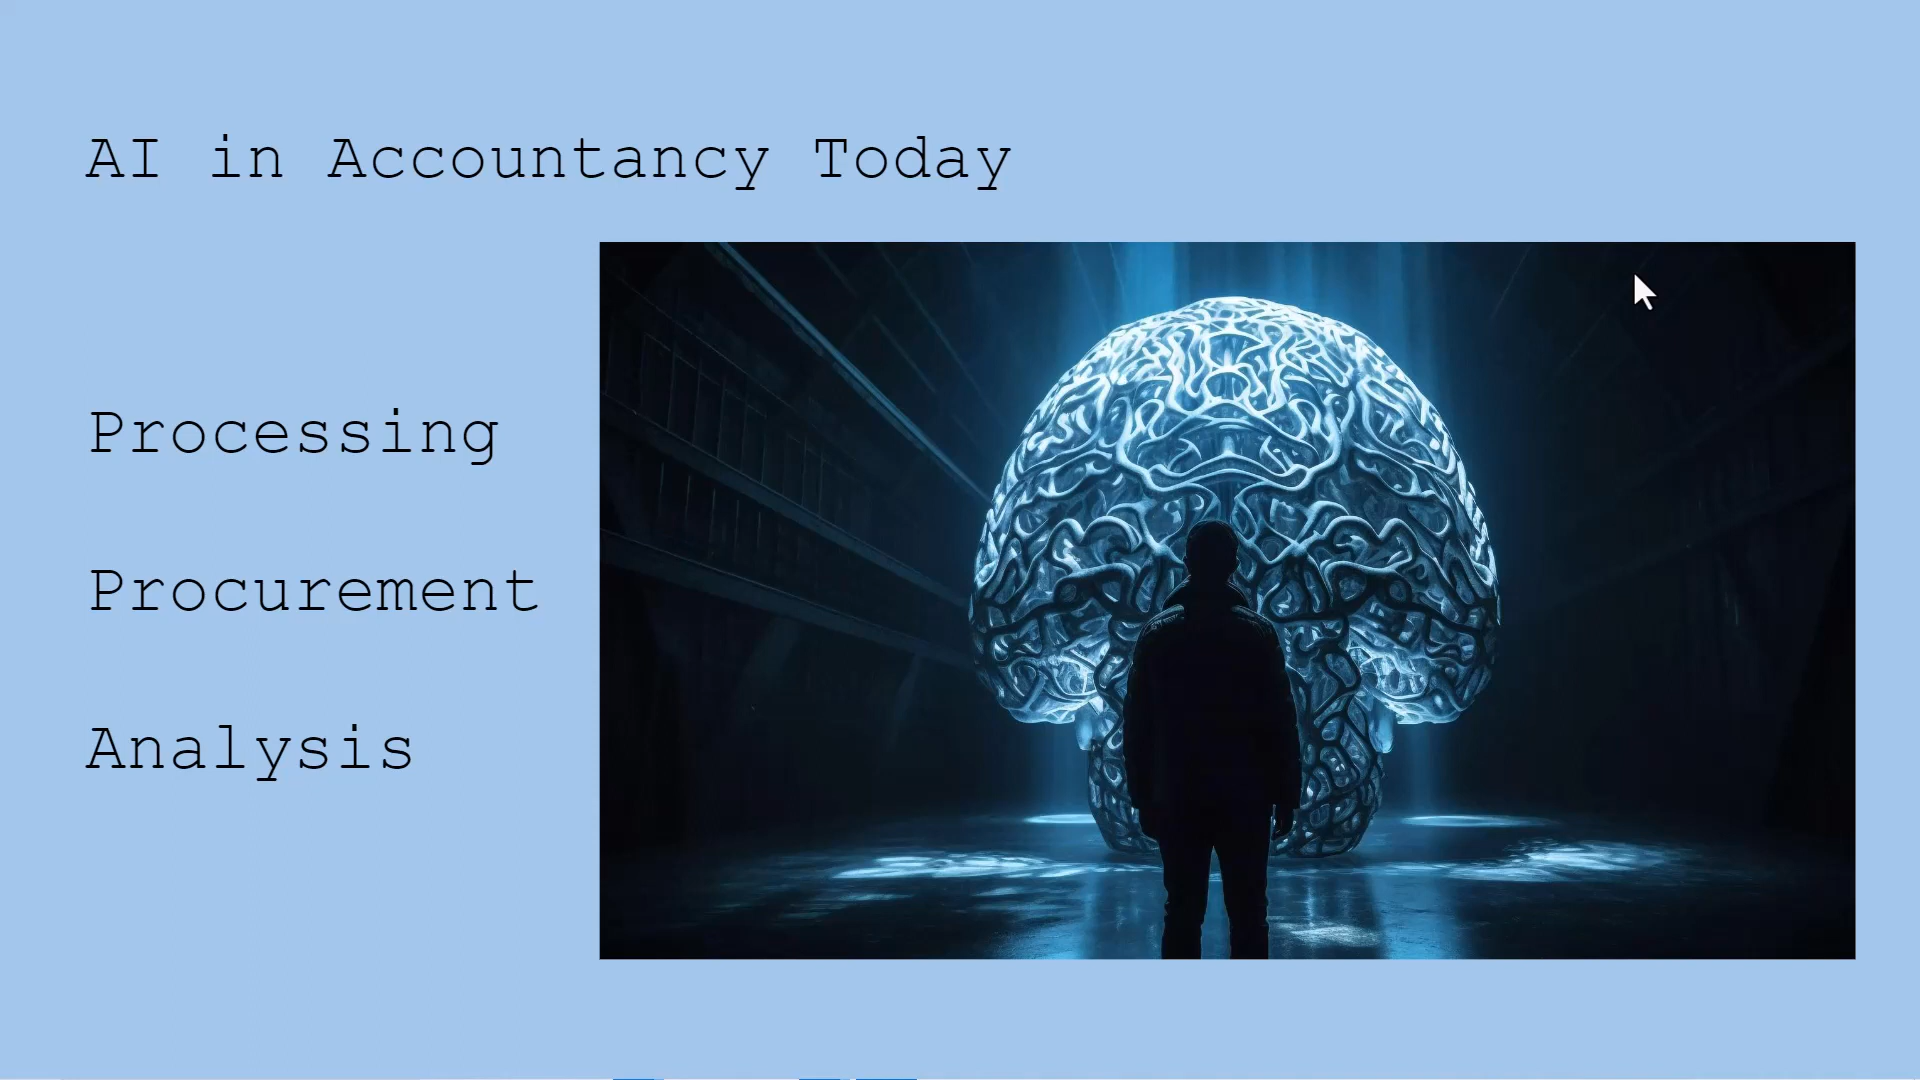 AI in Accountancy Today
Processing
Procurement
Analysis